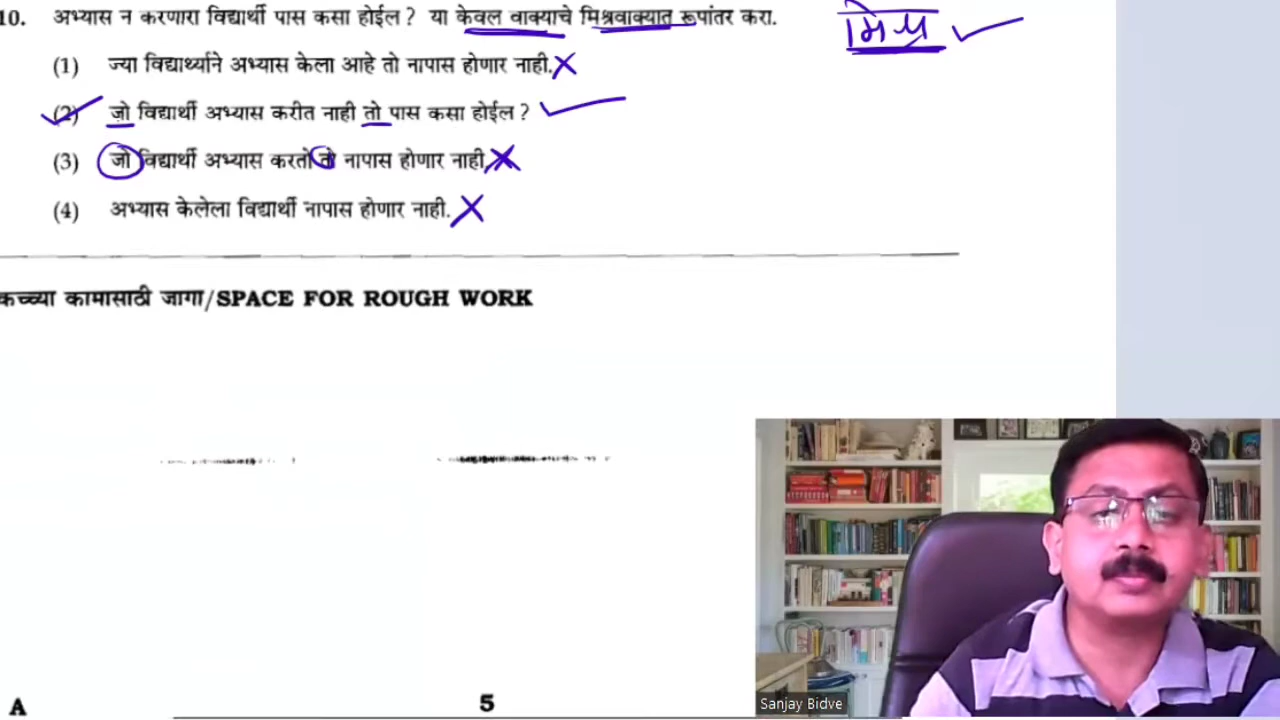 10. अभ्यास न करणारा विद्यार्थी पास कसा होईल ? या केवल वाक्याचे मिश्रवाक्यात रूपांतर करा.
मिश्र
(1) ज्या विद्यार्थ्याने अभ्यास केला आहे तो नापास होणार नाही.
(2) जो विद्यार्थी अभ्यास करीत नाही तो पास कसा होईल ?
(3) जो विद्यार्थी अभ्यास करतो तो नापास होणार नाही.
(4) अभ्यास केलेला विद्यार्थी नापास होणार नाही.
कच्च्या कामासाठी जागा/SPACE FOR ROUGH WORK
Sanjay Bidve
A 5